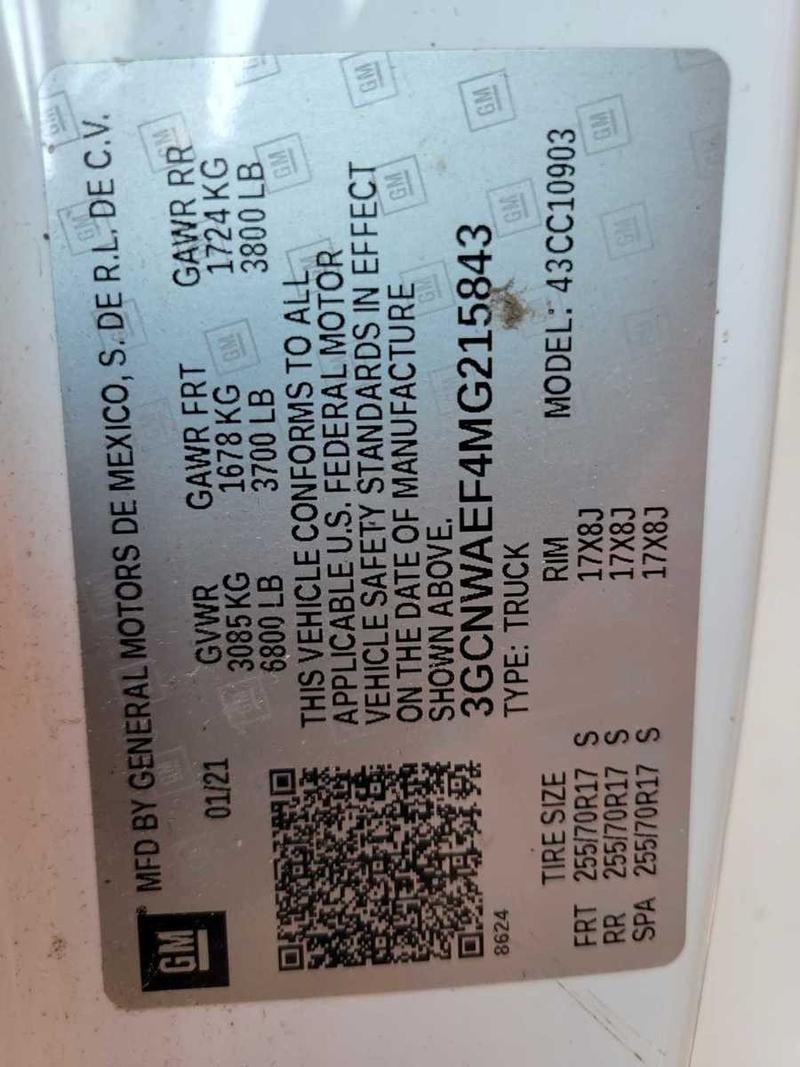 GM
MFD BY GENERAL MOTORS DE MEXICO, S. DE R.L. DE C.V.
01/21
GVWR GAWR FRT GAWR RR
3085 KG 1678 KG 1724 KG
6800 LB 3700 LB 3800 LB
THIS VEHICLE CONFORMS TO ALL
APPLICABLE U.S. FEDERAL MOTOR
VEHICLE SAFETY STANDARDS IN EFFECT
ON THE DATE OF MANUFACTURE
SHOWN ABOVE.
3GCNWAEF4MG215843
TYPE: TRUCK
8624
MODEL: 43CC10903
TIRE SIZE RIM
FRT 255/70R17 S 17X8J
RR 255/70R17 S 17X8J
SPA 255/70R17 S 17X8J